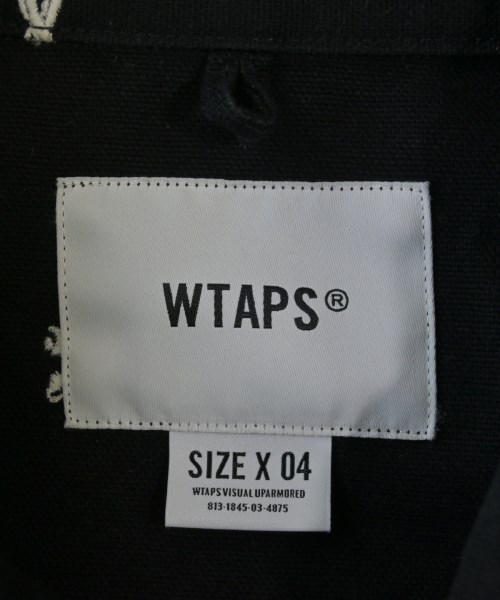 WTAPS®
SIZE X 04
WTAPS VISUAL UPARMORED
813-1845-03-4875